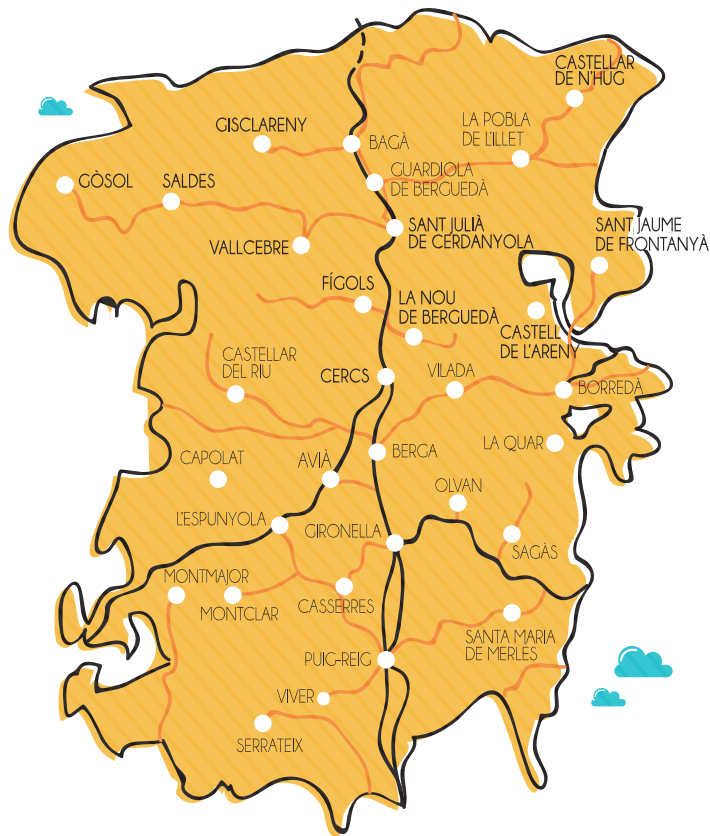 CASTELLAR
DE N'HUG
GISCLARENY
LA POBLA
DE L'ILLET
BAGÀ
GUARDIOLA
DE BERGUEDÀ
GÒSOL
SALDES
SANT JULIÀ
DE CERDANYOLA
SANT JAUME
DE FRONTANYÀ
VALLCEBRE
FÍGOLS
LA NOU
DE BERGUEDÀ
CASTELL
DE L'ARENY
CASTELLAR
DEL RIU
CERCS
VILADA
BORREDÀ
CAPOLAT
AVIÀ
BERGA
LA QUAR
OLVAN
L'ESPUNYOLA
GIRONELLA
SAGÀS
MONTMAJOR
MONTCLAR
CASSERRES
SANTA MARIA
DE MERLES
PUIG-REIG
VIVER
SERRATEIX